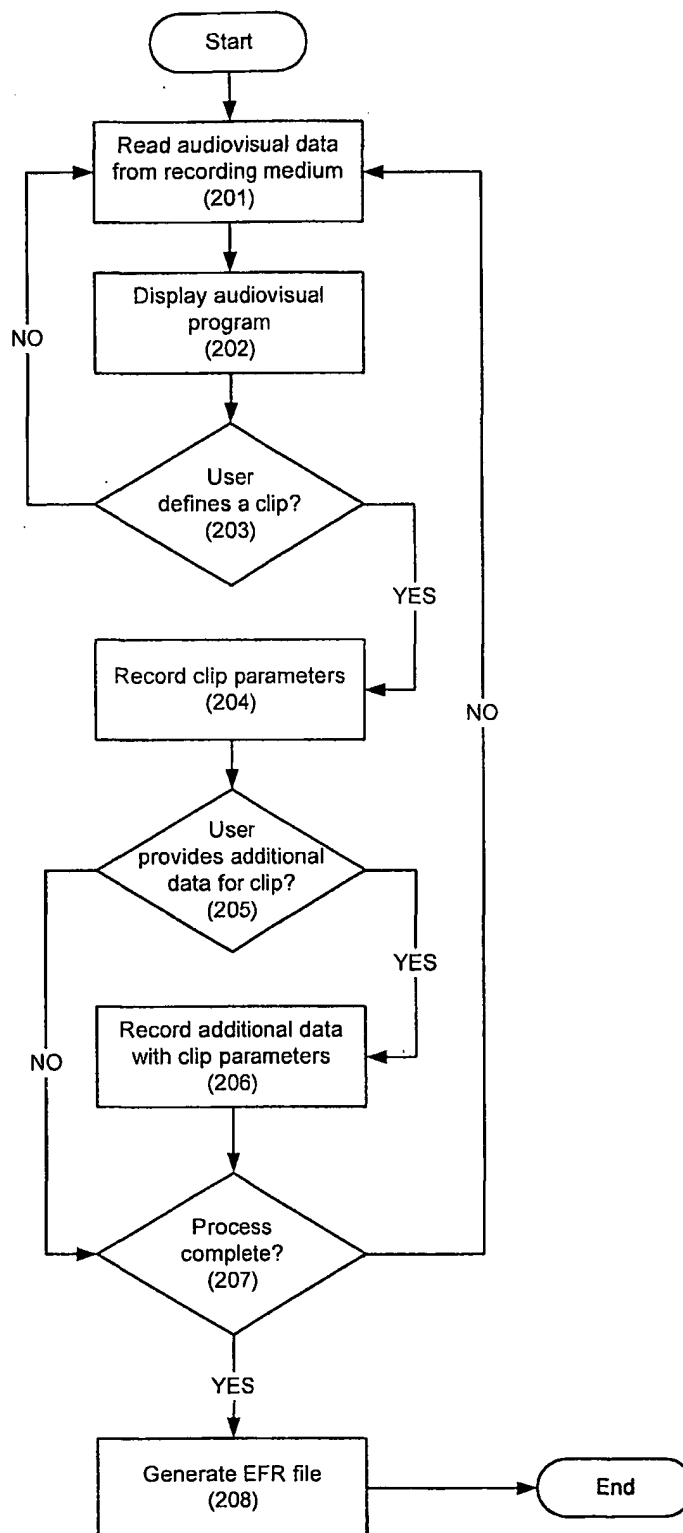 Start
Read audiovisual data
from recording medium
(201)
Display audiovisual
program
(202)
NO
User
defines a clip?
(203)
YES
Record clip parameters
(204)
NO
User
provides additional
data for clip?
(205)
YES
Record additional data
with clip parameters
(206)
NO
Process
complete?
(207)
YES
Generate EFR file
(208)
End